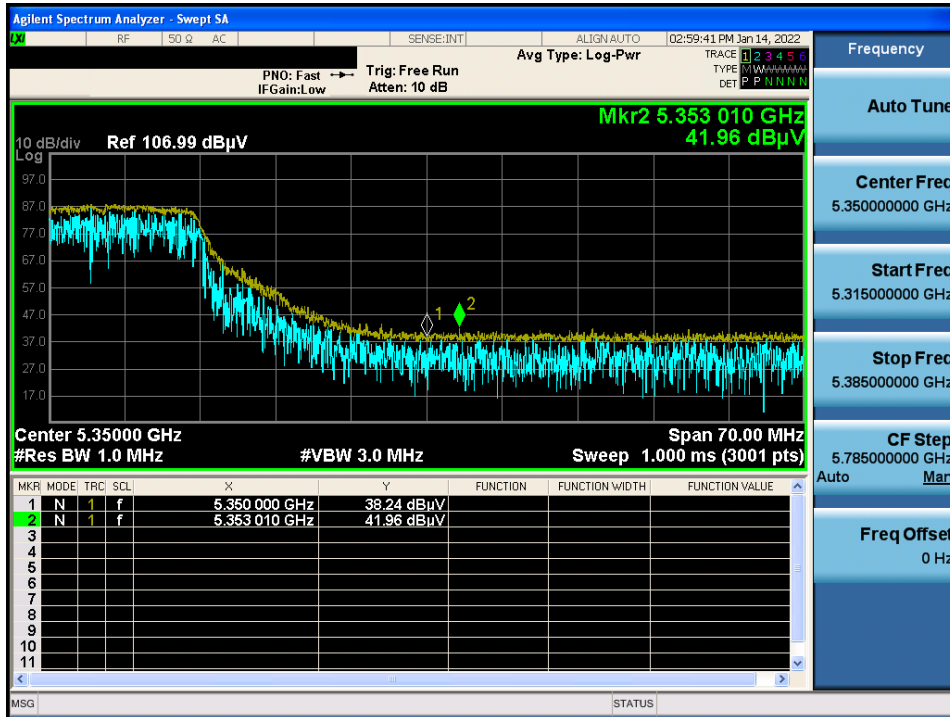 Agilent Spectrum Analyzer - Swept SA
LXI RF 50 Ω AC SENSE:INT ALIGN AUTO 02:59:41 PM Jan 14, 2022
PNO: Fast
IFGain:Low
Trig: Free Run
Atten: 10 dB
Avg Type: Log-Pwr
TRACE 1 2 3 4 5 6
TYPE M WWWWW
DET P P N N N N
Mkr2 5.353 010 GHz
41.96 dBµV
10 dB/div Ref 106.99 dBµV
Log
97.0
87.0
77.0
67.0
57.0
47.0
37.0
27.0
17.0
1
2
Center 5.35000 GHz Span 70.00 MHz
#Res BW 1.0 MHz #VBW 3.0 MHz Sweep 1.000 ms (3001 pts)
MKR MODE TRC SCL X Y FUNCTION FUNCTION WIDTH FUNCTION VALUE
1 N 1 f 5.350 000 GHz 38.24 dBµV
2 N 1 f 5.353 010 GHz 41.96 dBµV
3
4
5
6
7
8
9
10
11
MSG STATUS
Frequency
Auto Tune
Center Freq
5.350000000 GHz
Start Freq
5.315000000 GHz
Stop Freq
5.385000000 GHz
CF Step
5.785000000 GHz
Auto Man
Freq Offset
0 Hz